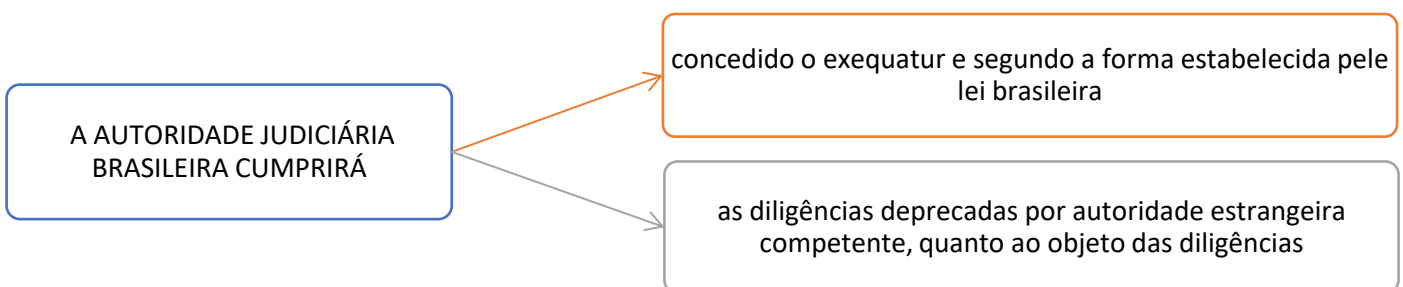 A AUTORIDADE JUDICIÁRIA
BRASILEIRA CUMPRIRÁ
concedido o exequatur e segundo a forma estabelecida pele
lei brasileira
as diligências deprecadas por autoridade estrangeira
competente, quanto ao objeto das diligências